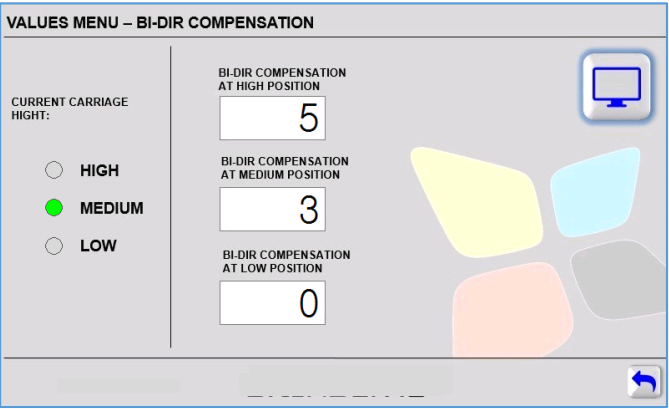 VALUES MENU – BI-DIR COMPENSATION
CURRENT CARRIAGE
HIGHT:
HIGH
MEDIUM
LOW
BI-DIR COMPENSATION
AT HIGH POSITION
5
BI-DIR COMPENSATION
AT MEDIUM POSITION
3
BI-DIR COMPENSATION
AT LOW POSITION
0